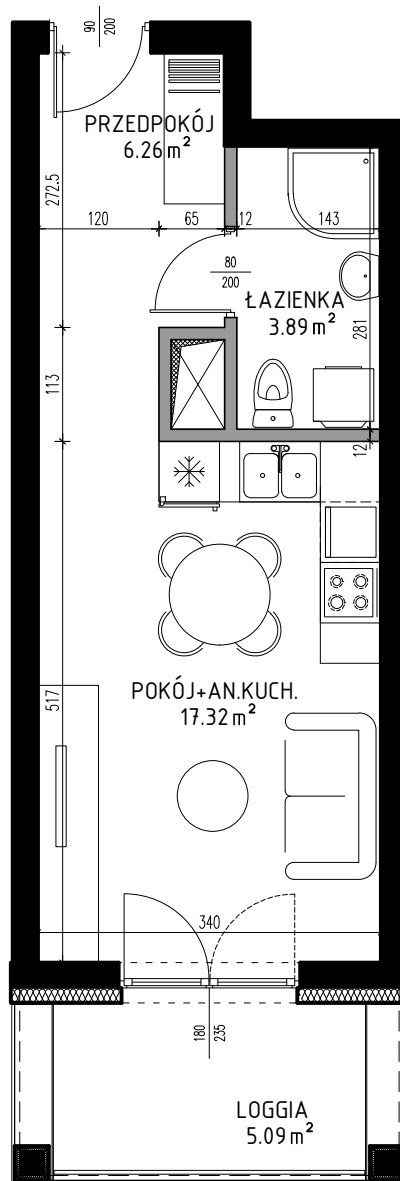 90
200
PRZEDPOKÓJ
6.26 m²
272.5
120
65
12
143
80
200
ŁAZIENKA
3.89 m²
281
113
12
POKÓJ+AN.KUCH.
17.32 m²
517
340
180
235
LOGGIA
5.09 m²